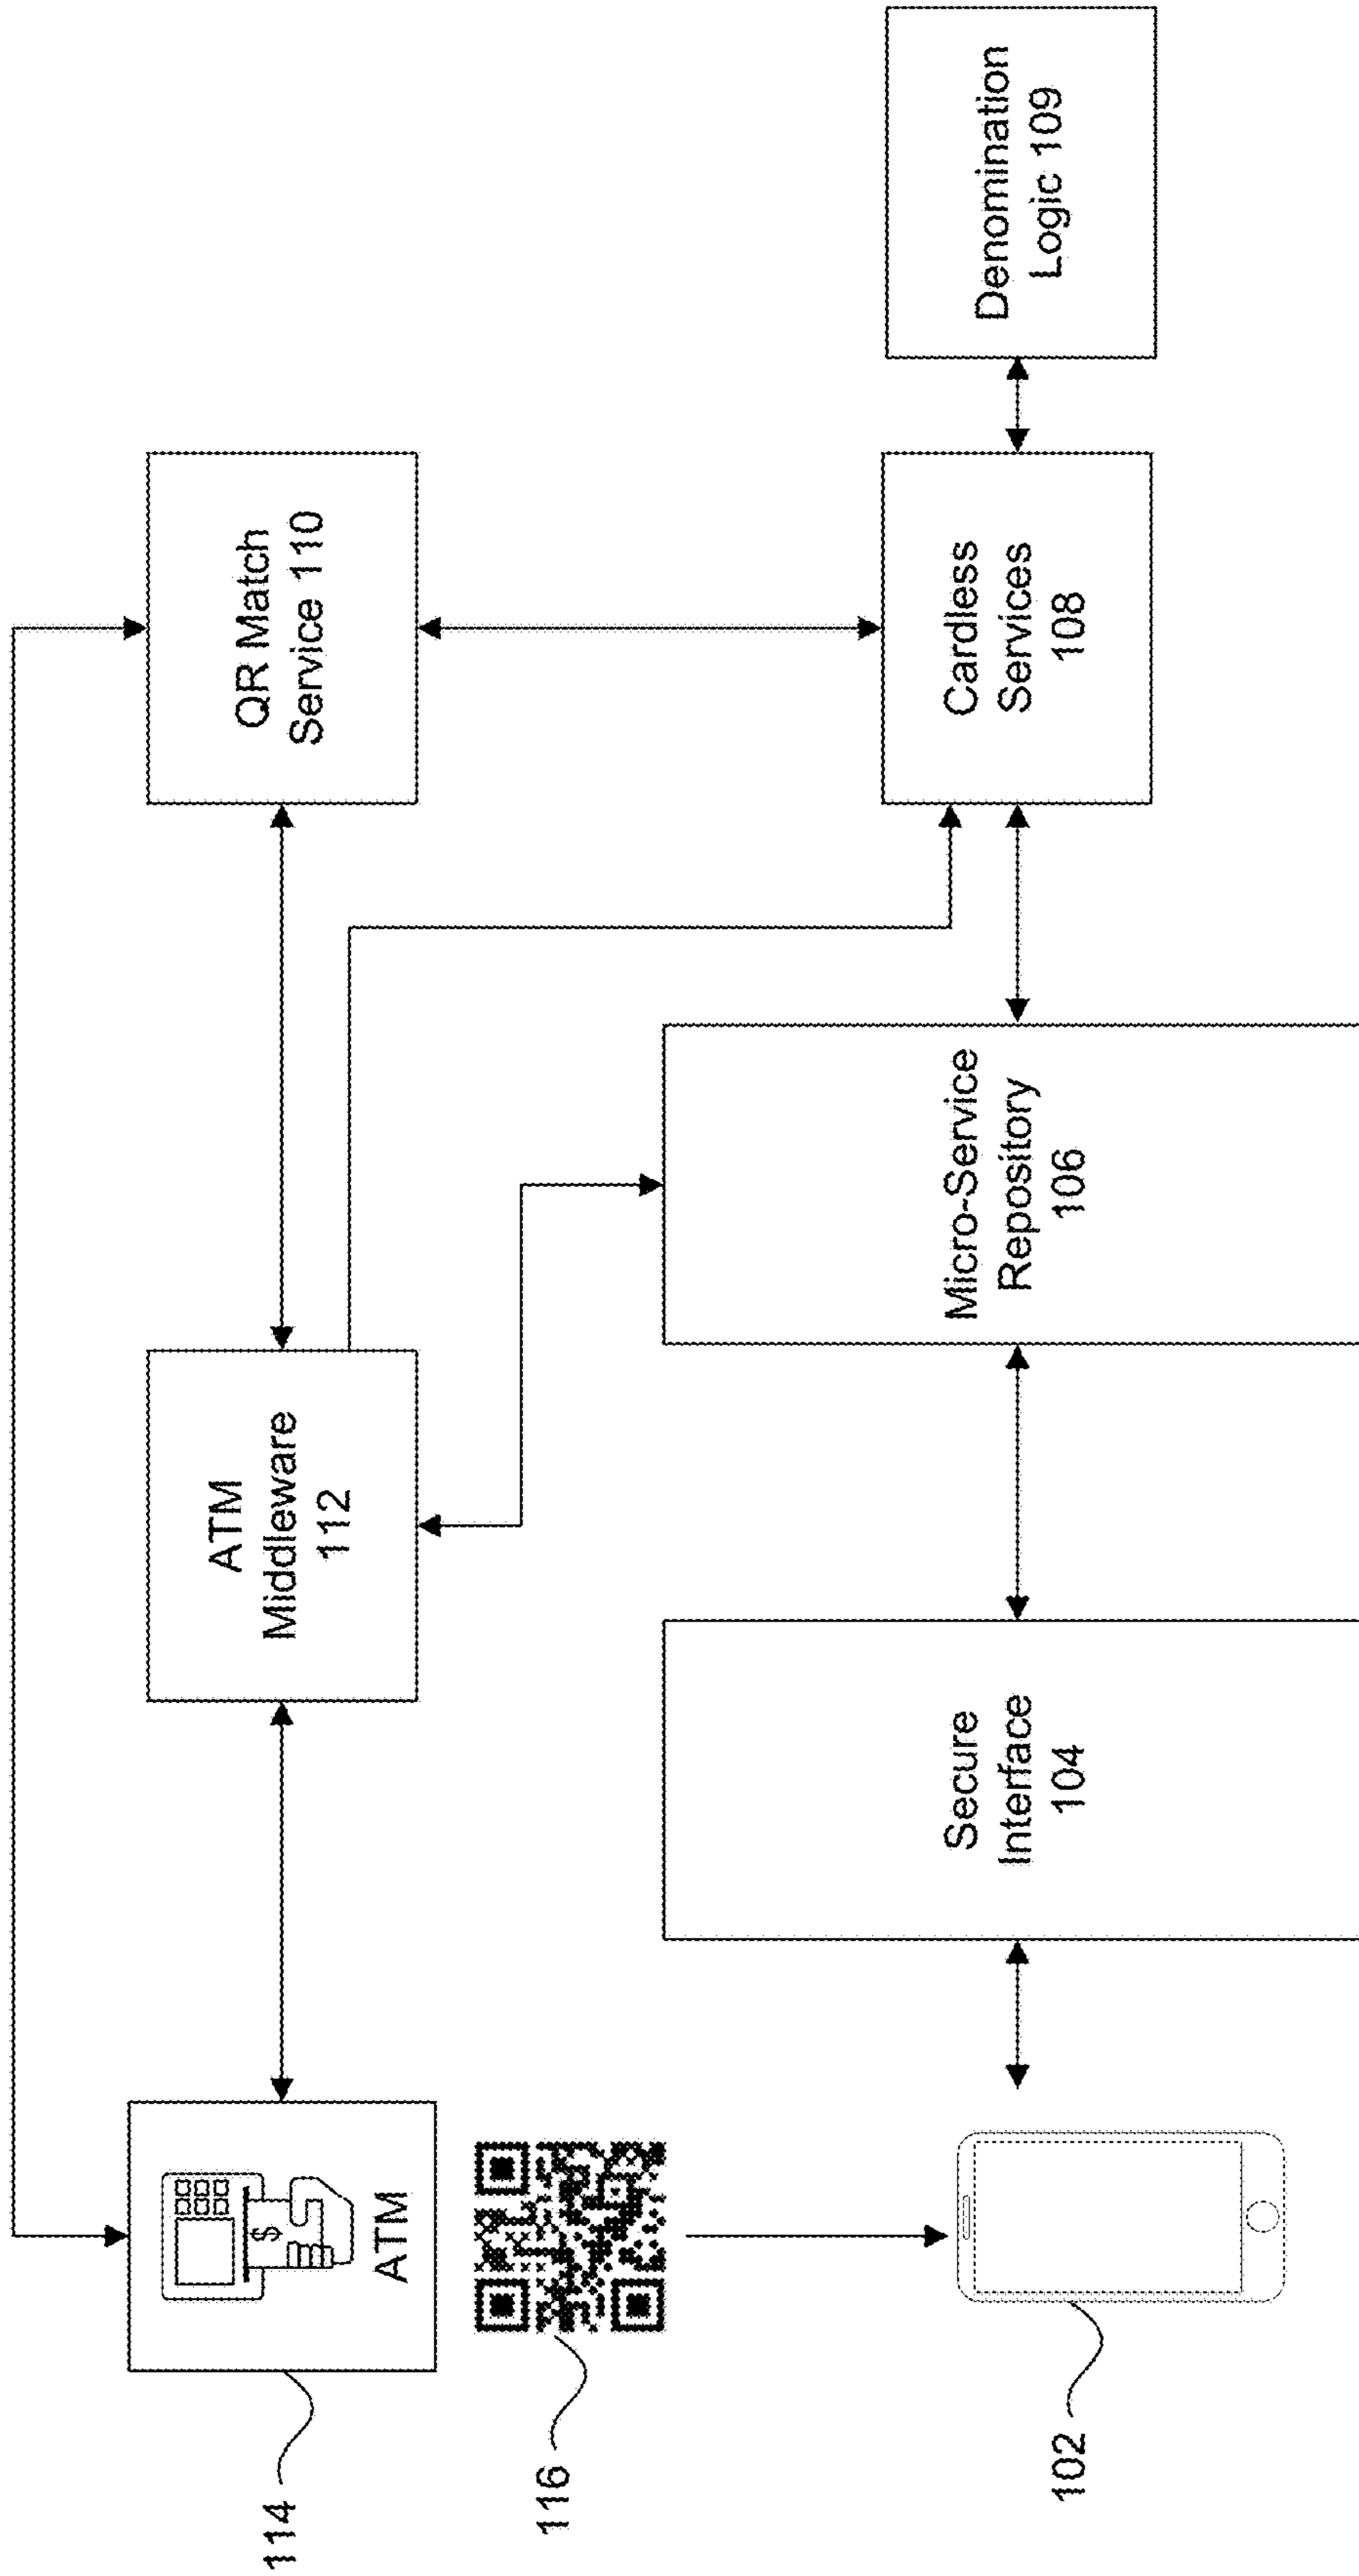 114
ATM
116
102
ATM
Middleware
112
QR Match
Service 110
Secure
Interface
104
Micro-Service
Repository
106
Cardless
Services
108
Denomination
Logic 109
$